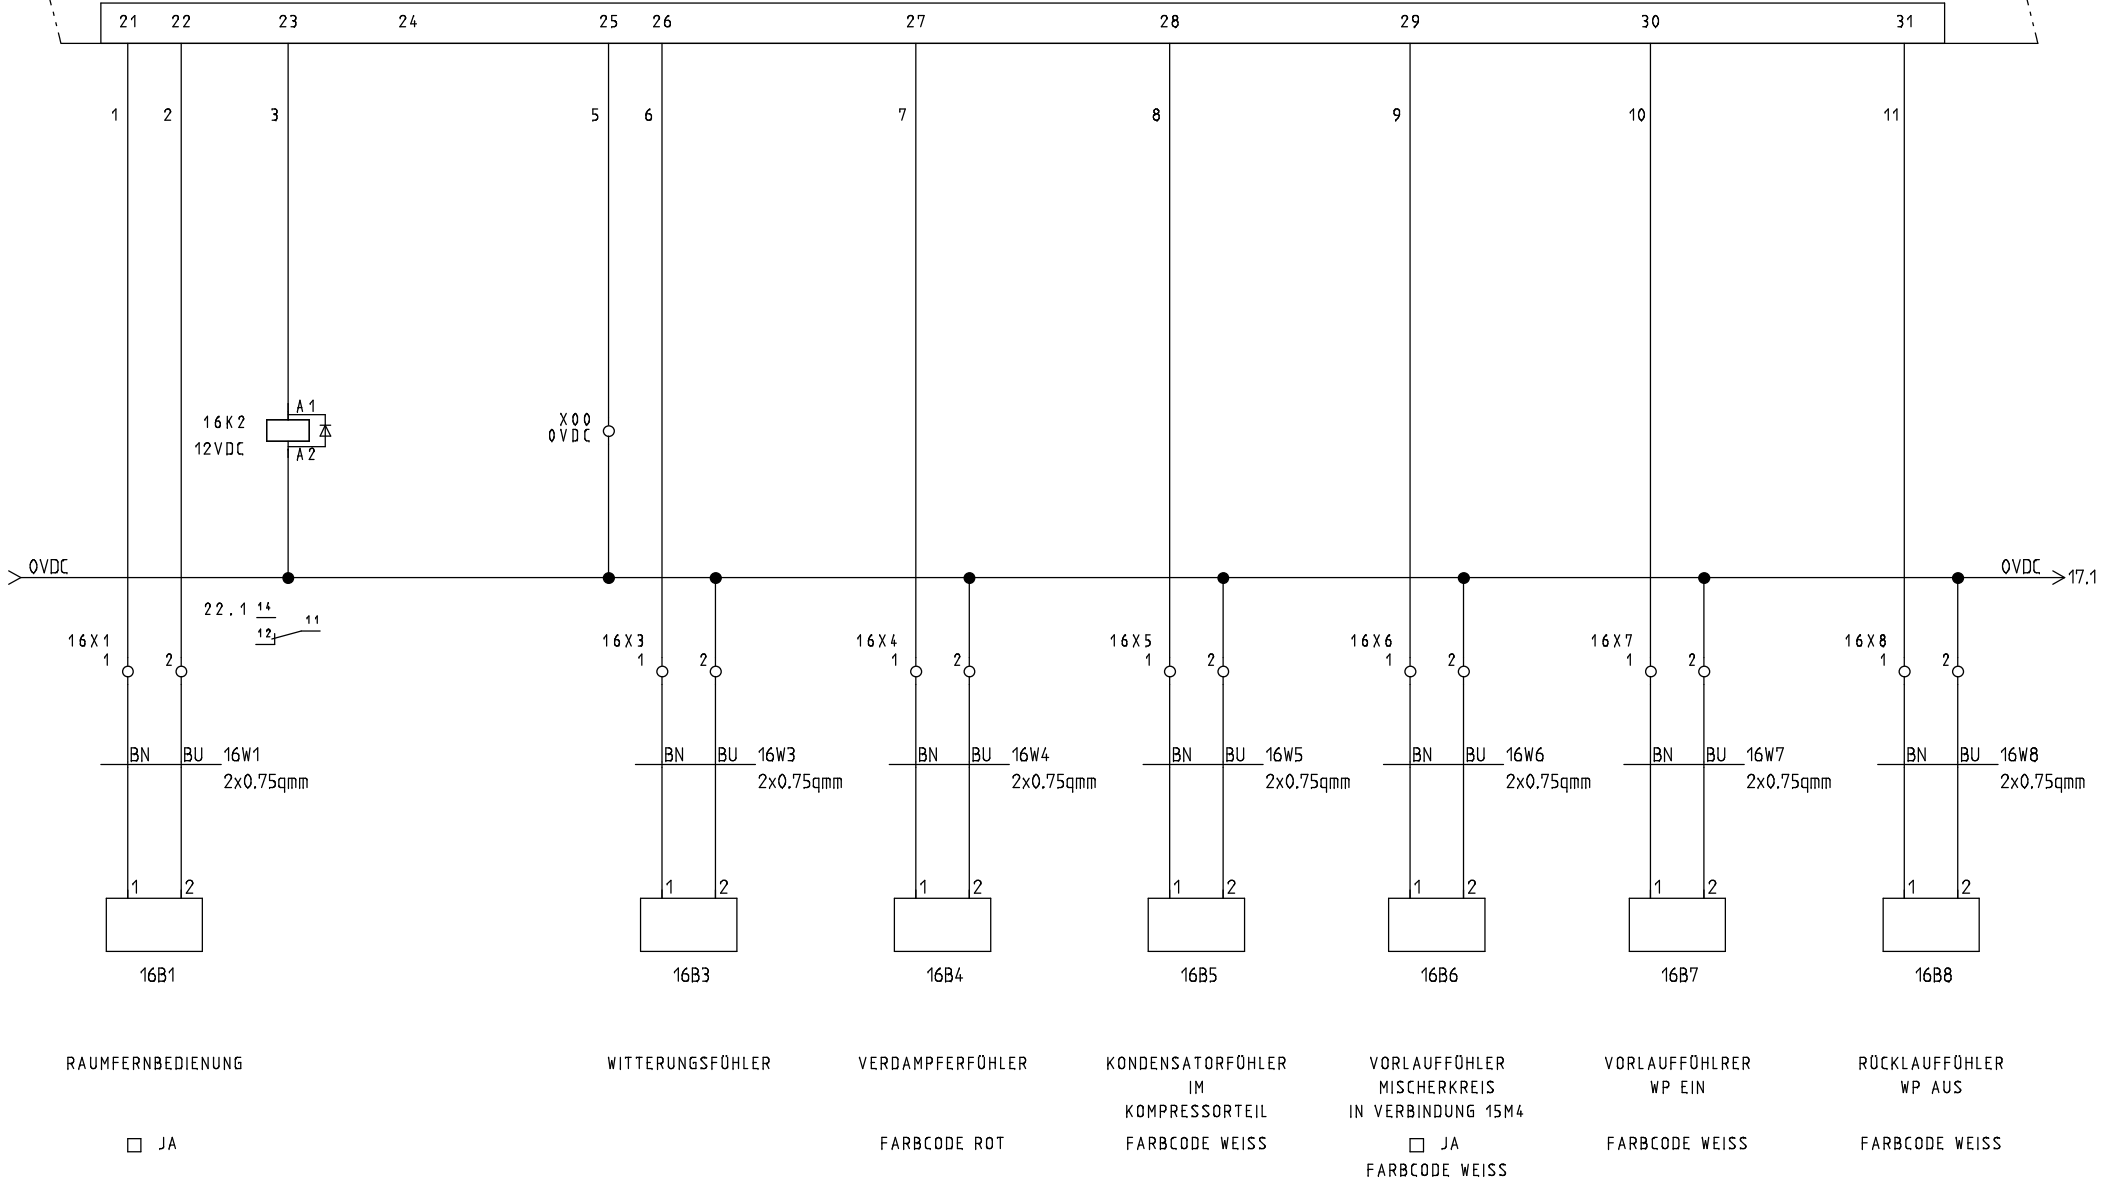 21 22 23 24 25 26 27 28 29 30 31
1 2 3 5 6 7 8 9 10 11
A1
16K2
12VDC
A2
X00
0VDC
0VDC
0VDC 17.1
22.1 14
11
12
16X1 16X3 16X4 16X5 16X6 16X7 16X8
1 2 1 2 1 2 1 2 1 2 1 2 1 2
BN BU 16W1 BN BU 16W3 BN BU 16W4 BN BU 16W5 BN BU 16W6 BN BU 16W7 BN BU 16W8
2x0.75qmm 2x0.75qmm 2x0.75qmm 2x0.75qmm 2x0.75qmm 2x0.75qmm 2x0.75qmm
1 2 1 2 1 2 1 2 1 2 1 2 1 2
16B1 16B3 16B4 16B5 16B6 16B7 16B8
RAUMFERNBEDIENUNG
JA
WITTERUNGSFÜHLER
VERDAMPFERFÜHLER
FARBCODE ROT
KONDENSATORFÜHLER
IM
KOMPRESSORTEIL
FARBCODE WEISS
VORLAUFFÜHLER
MISCHERKREIS
IN VERBINDUNG 15M4
JA
FARBCODE WEISS
VORLAUFFÜHLRER
WP EIN
FARBCODE WEISS
RÜCKLAUFFÜHLER
WP AUS
FARBCODE WEISS